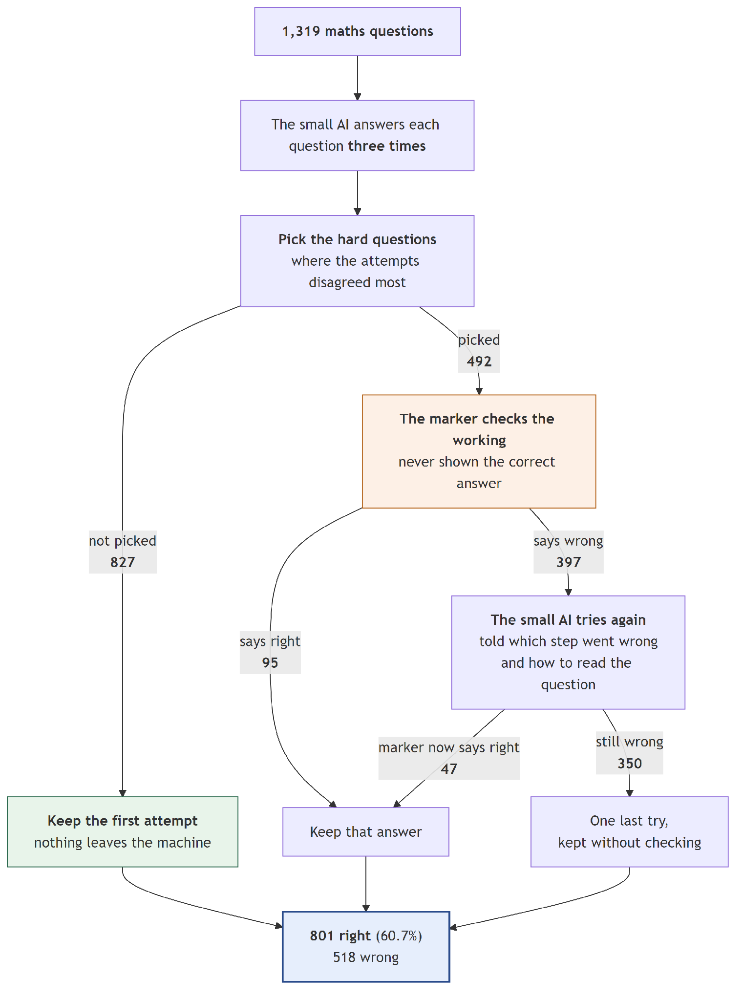 1,319 maths questions
The small AI answers each
question three times
Pick the hard questions
where the attempts
disagreed most
picked
492
The marker checks the
working
never shown the correct
answer
not picked
827
says wrong
397
says right
95
The small AI tries again
told which step went wrong
and how to read the
question
marker now says right
47
still wrong
350
Keep the first attempt
nothing leaves the machine
Keep that answer
One last try,
kept without checking
801 right (60.7%)
518 wrong